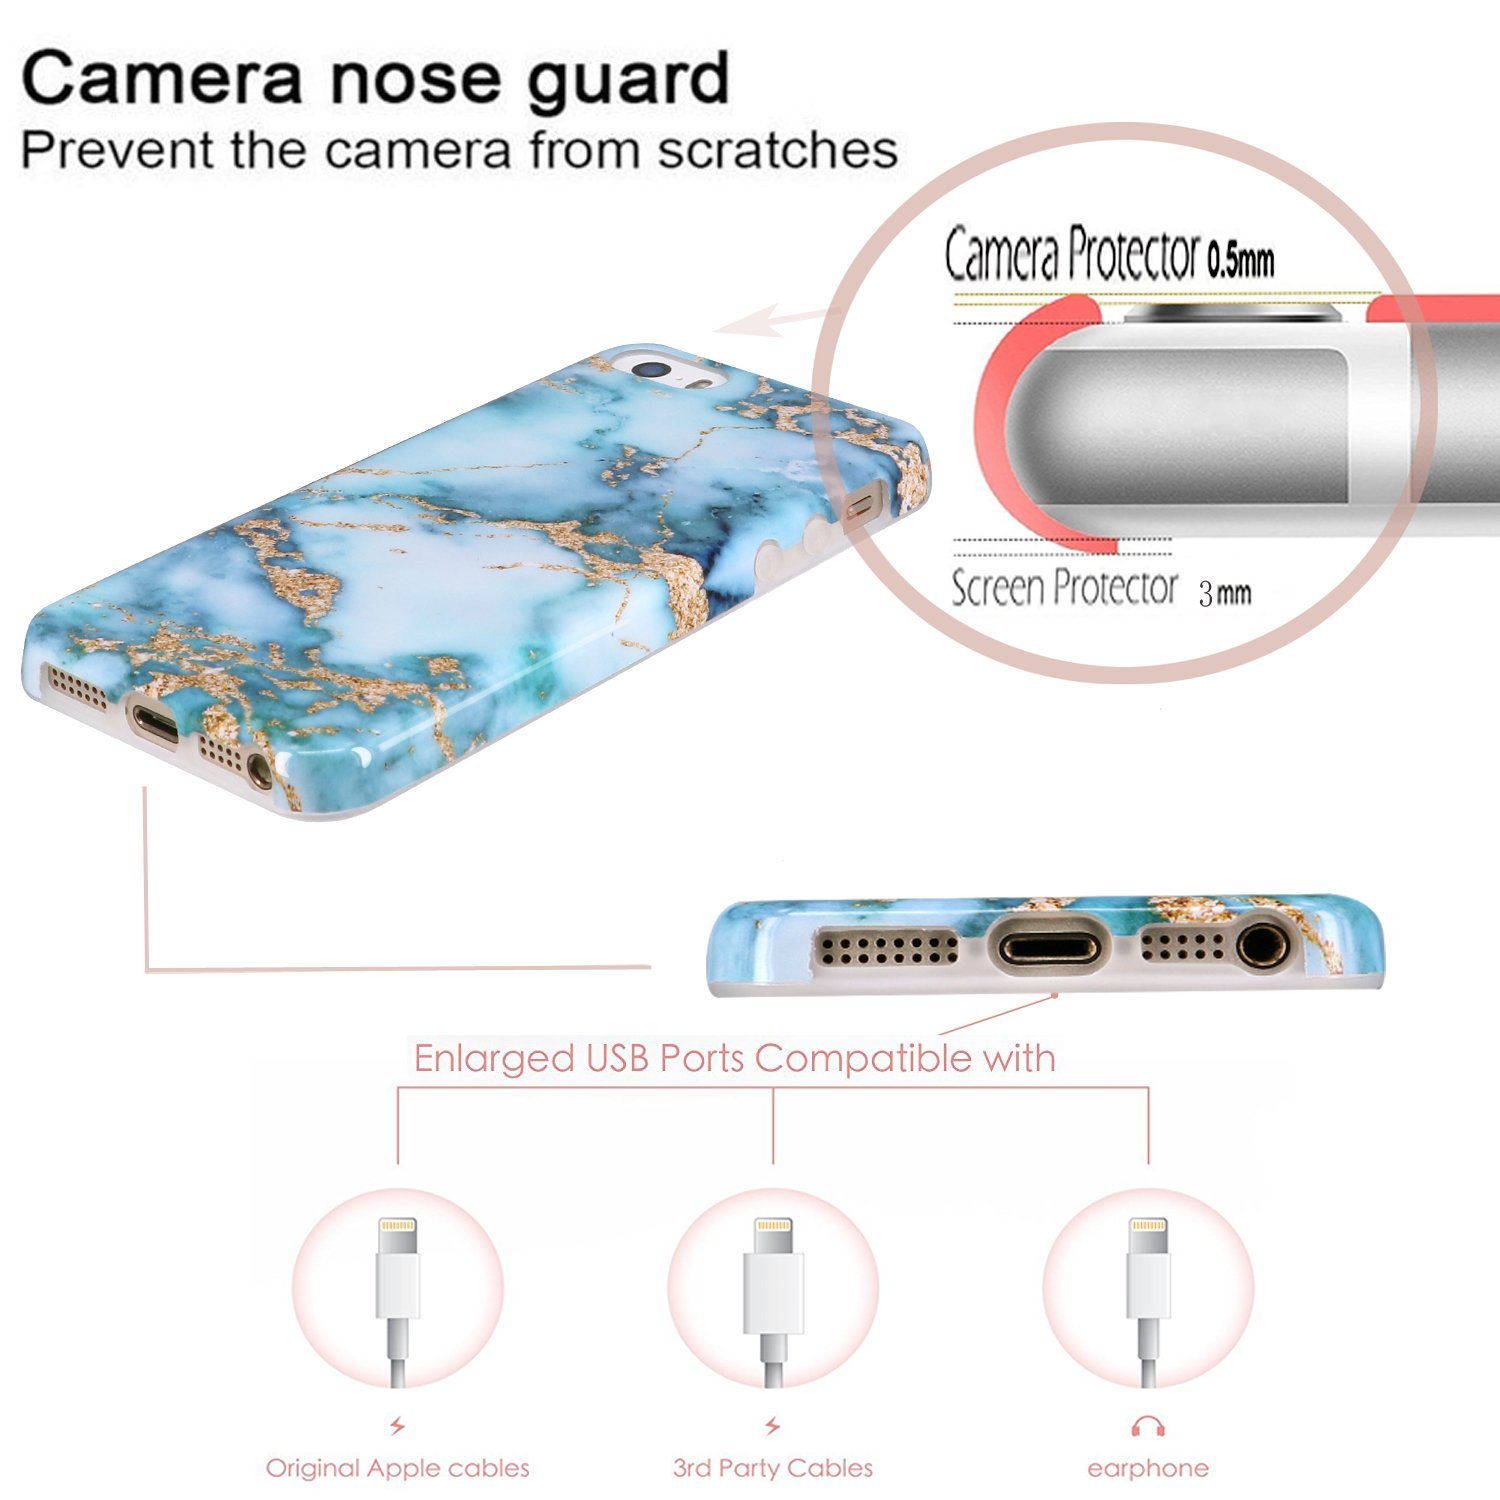 Camera nose guard
Prevent the camera from scratches
Camera Protector 0.5mm
Screen Protector 3mm
Enlarged USB Ports Compatible with
Original Apple cables
3rd Party Cables
earphone